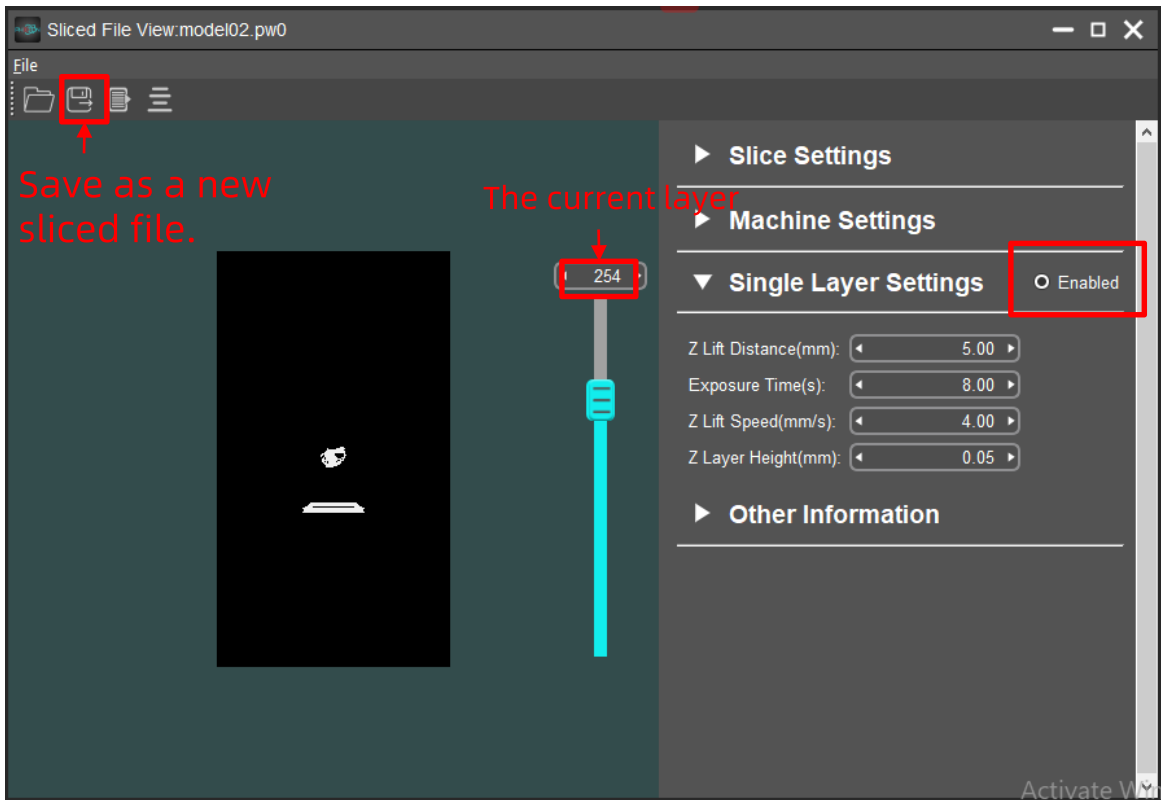 Sliced File View:model02.pw0
File
Save as a new
sliced file.
The current layer
254
Slice Settings
Machine Settings
Single Layer Settings
Enabled
Z Lift Distance(mm): 5.00
Exposure Time(s): 8.00
Z Lift Speed(mm/s): 4.00
Z Layer Height(mm): 0.05
Other Information
Activate